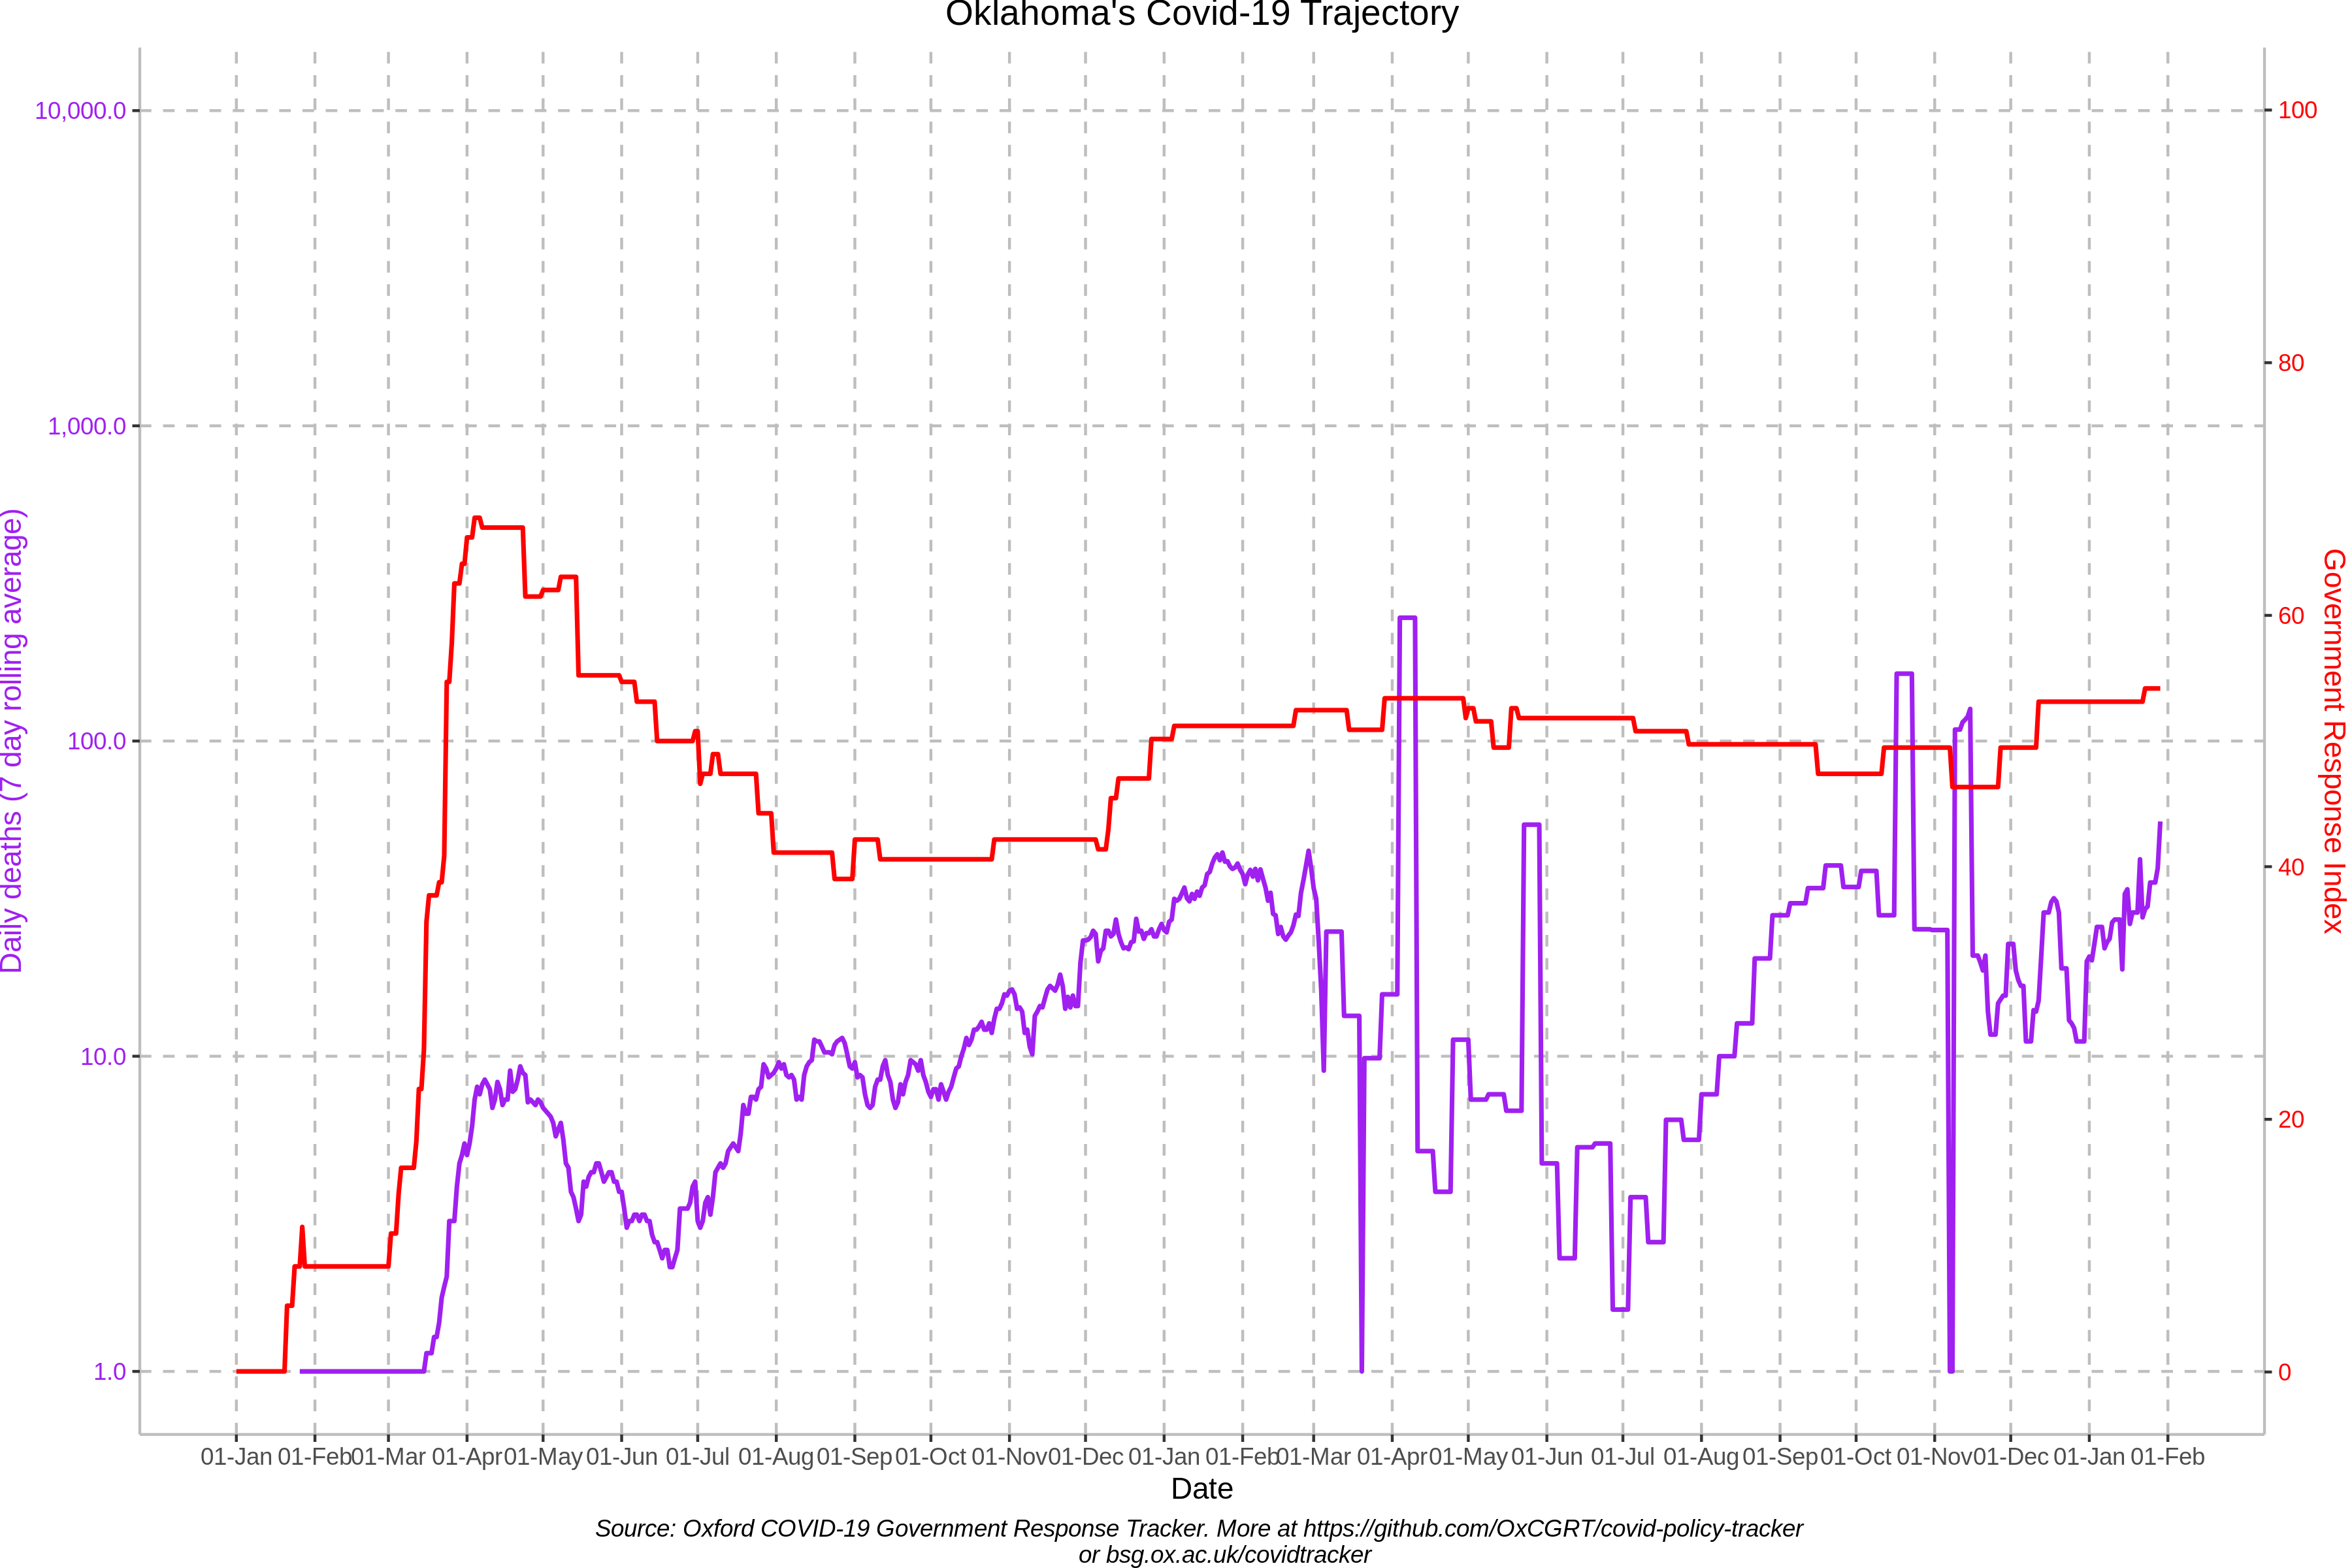 Oklahoma's Covid-19 Trajectory
10,000.0
1,000.0
100.0
10.0
1.0
Daily deaths (7 day rolling average)
100
80
60
40
20
0
Government Response Index
01-Jan 01-Feb 01-Mar 01-Apr 01-May 01-Jun 01-Jul 01-Aug 01-Sep 01-Oct 01-Nov 01-Dec 01-Jan 01-Feb 01-Mar 01-Apr 01-May 01-Jun 01-Jul 01-Aug 01-Sep 01-Oct 01-Nov 01-Dec 01-Jan 01-Feb
Date
Source: Oxford COVID-19 Government Response Tracker. More at https://github.com/OxCGRT/covid-policy-tracker
or bsg.ox.ac.uk/covidtracker